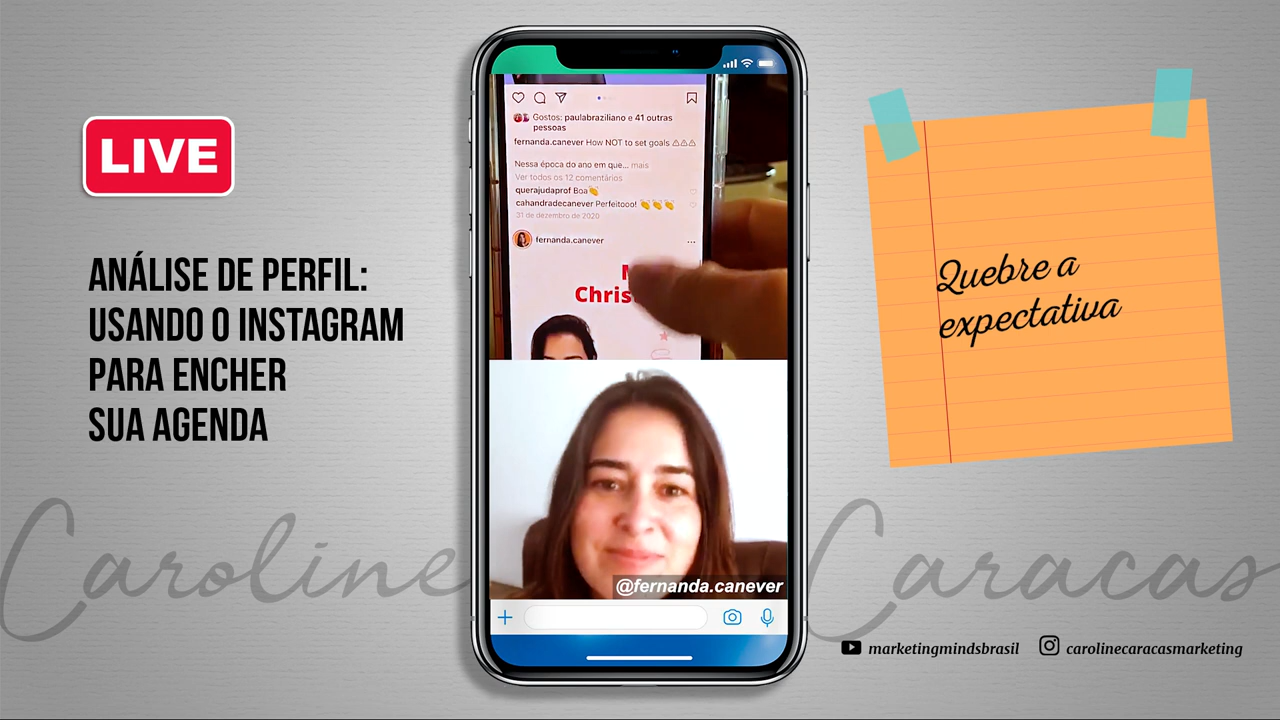 LIVE
ANÁLISE DE PERFIL:
USANDO O INSTAGRAM
PARA ENCHER
SUA AGENDA
Gostos: paulabraziliano e 41 outras
pessoas
fernanda.canever How NOT to set goals ⚠⚠⚠
Nessa época do ano em que... mais
Ver todos os 12 comentários
querajudaprof Boa👏
cahandradecanever Perfeitooo! 👏👏👏
31 de dezembro de 2020
fernanda.canever
Chris
@fernanda.canever
Quebre a
expectativa
Caroline Caracas
marketingmindsbrasil
carolinecaracasmarketing